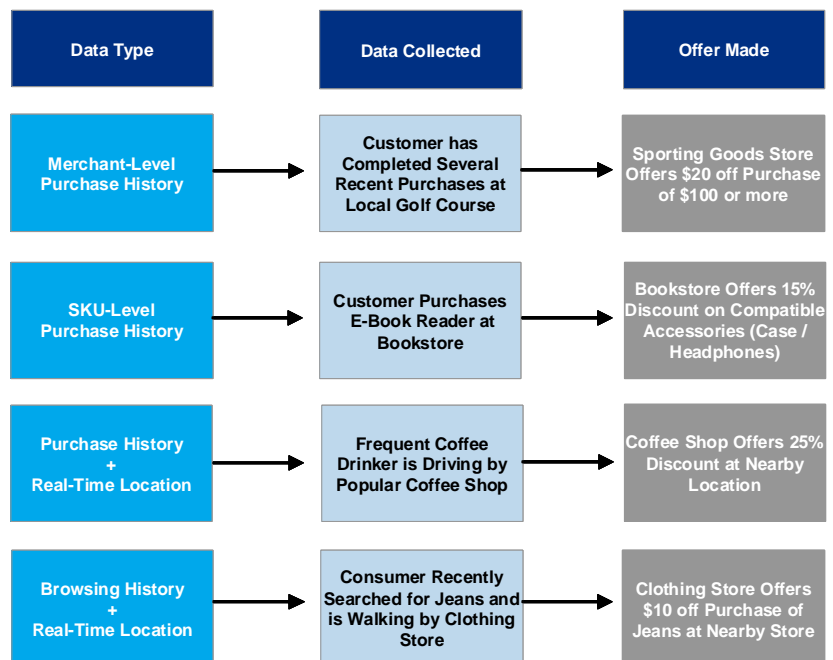 Data Type
Data Collected
Offer Made
Merchant-Level
Purchase History
Customer has
Completed Several
Recent Purchases at
Local Golf Course
Sporting Goods Store
Offers $20 off Purchase
of $100 or more
SKU-Level
Purchase History
Customer Purchases
E-Book Reader at
Bookstore
Bookstore Offers 15%
Discount on Compatible
Accessories (Case /
Headphones)
Purchase History
+
Real-Time Location
Frequent Coffee
Drinker is Driving by
Popular Coffee Shop
Coffee Shop Offers 25%
Discount at Nearby
Location
Browsing History
+
Real-Time Location
Consumer Recently
Searched for Jeans and
is Walking by Clothing
Store
Clothing Store Offers
$10 off Purchase of
Jeans at Nearby Store